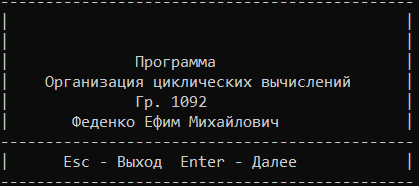 Программа
Организация циклических вычислений
Гр. 1092
Феденко Ефим Михайлович
Esc - Выход  Enter - Далее